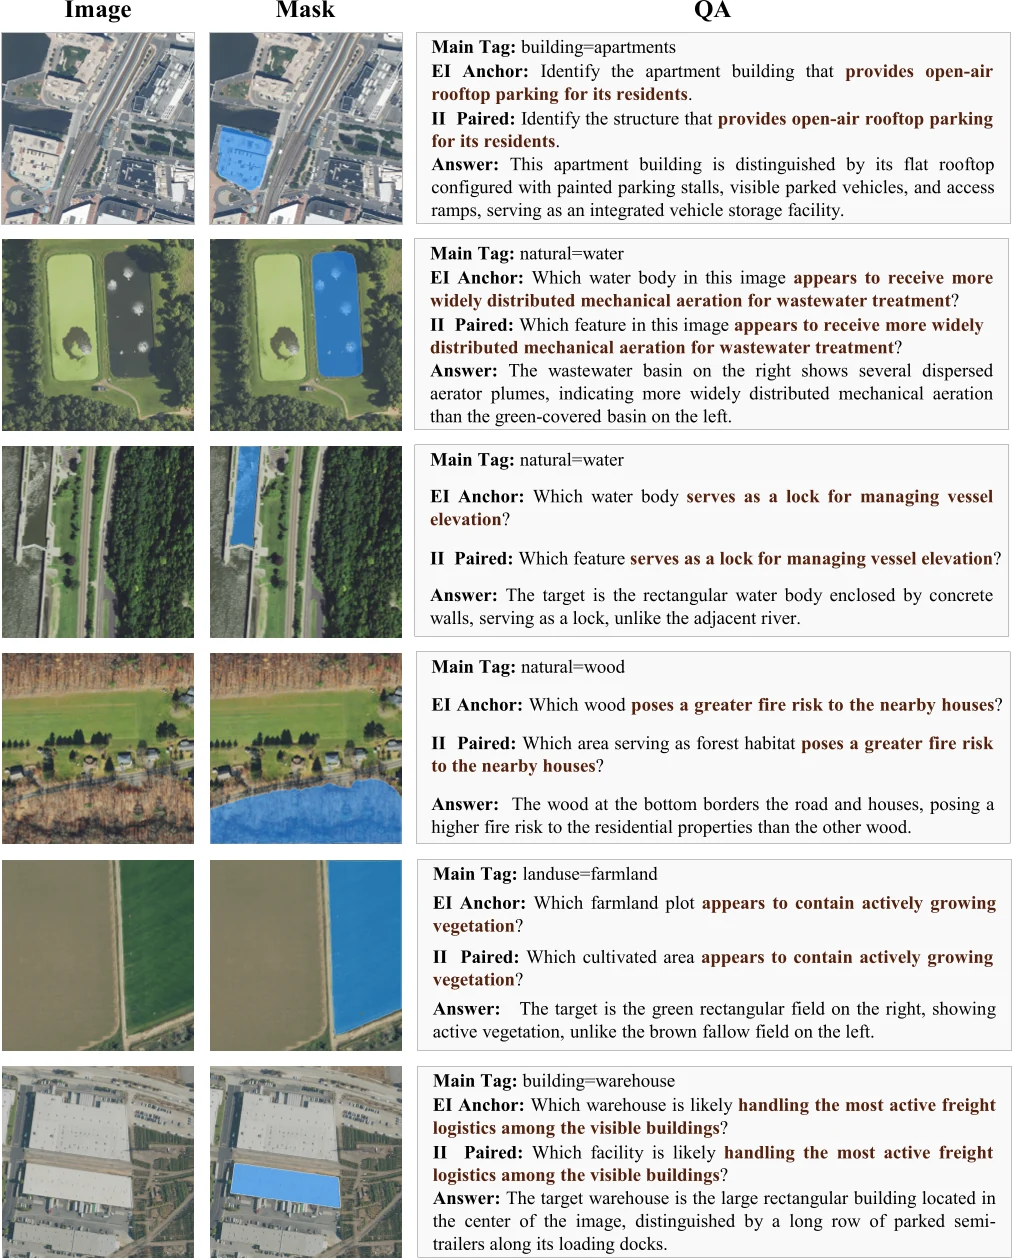 Image Mask QA
Main Tag: building=apartments
EI Anchor: Identify the apartment building that provides open-air
rooftop parking for its residents.
II Paired: Identify the structure that provides open-air rooftop parking
for its residents.
Answer: This apartment building is distinguished by its flat rooftop
configured with painted parking stalls, visible parked vehicles, and access
ramps, serving as an integrated vehicle storage facility.
Main Tag: natural=water
EI Anchor: Which water body in this image appears to receive more
widely distributed mechanical aeration for wastewater treatment?
II Paired: Which feature in this image appears to receive more widely
distributed mechanical aeration for wastewater treatment?
Answer: The wastewater basin on the right shows several dispersed
aerator plumes, indicating more widely distributed mechanical aeration
than the green-covered basin on the left.
Main Tag: natural=water
EI Anchor: Which water body serves as a lock for managing vessel
elevation?
II Paired: Which feature serves as a lock for managing vessel elevation?
Answer: The target is the rectangular water body enclosed by concrete
walls, serving as a lock, unlike the adjacent river.
Main Tag: natural=wood
EI Anchor: Which wood poses a greater fire risk to the nearby houses?
II Paired: Which area serving as forest habitat poses a greater fire risk
to the nearby houses?
Answer: The wood at the bottom borders the road and houses, posing a
higher fire risk to the residential properties than the other wood.
Main Tag: landuse=farmland
EI Anchor: Which farmland plot appears to contain actively growing
vegetation?
II Paired: Which cultivated area appears to contain actively growing
vegetation?
Answer: The target is the green rectangular field on the right, showing
active vegetation, unlike the brown fallow field on the left.
Main Tag: building=warehouse
EI Anchor: Which warehouse is likely handling the most active freight
logistics among the visible buildings?
II Paired: Which facility is likely handling the most active freight
logistics among the visible buildings?
Answer: The target warehouse is the large rectangular building located in
the center of the image, distinguished by a long row of parked semi-
trailers along its loading docks.